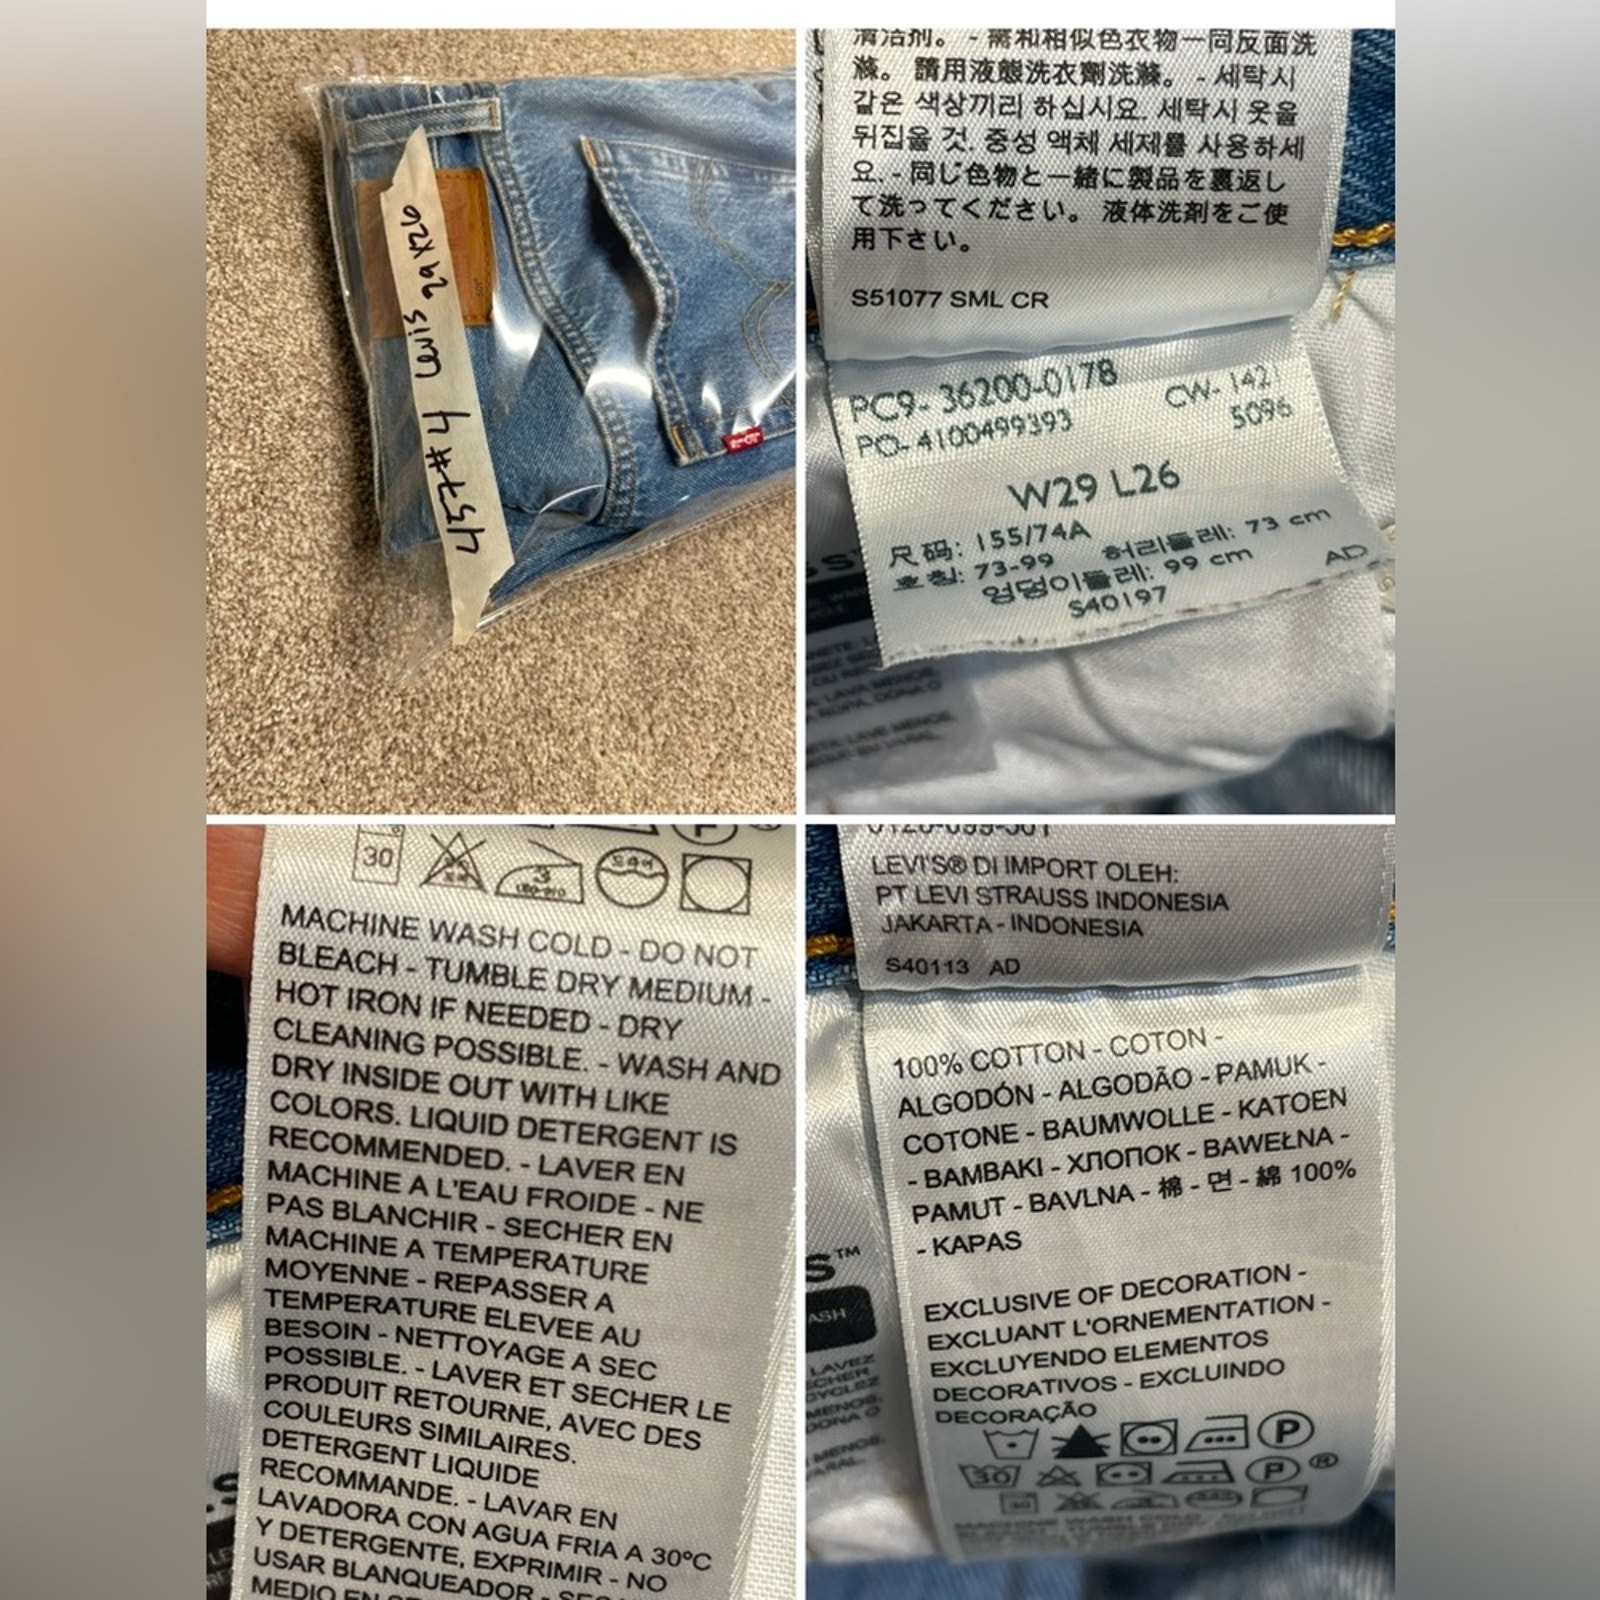 457#4 Levis 29x26
清洁剂。 - 需和相似色衣物一同反面洗
滌。 請用液態洗衣劑洗滌。 - 세탁시
같은 색상끼리 하십시요. 세탁시 옷을
뒤집을 것. 중성 액체 세제를 사용하세
요. - 同じ色物と一緒に製品を裏返し
て洗ってください。 液体洗剤をご使
用下さい。
S51077 SML CR
PC9- 36200-0178
CW- 1421
PO- 4100499393
5096
W29 L26
尺码: 155/74A
허리둘레: 73 cm
호칭: 73-99
엉덩이둘레: 99 cm
AD
S40197
30
MACHINE WASH COLD - DO NOT
BLEACH - TUMBLE DRY MEDIUM -
HOT IRON IF NEEDED - DRY
CLEANING POSSIBLE. - WASH AND
DRY INSIDE OUT WITH LIKE
COLORS. LIQUID DETERGENT IS
RECOMMENDED. - LAVER EN
MACHINE A L'EAU FROIDE - NE
PAS BLANCHIR - SECHER EN
MACHINE A TEMPERATURE
MOYENNE - REPASSER A
TEMPERATURE ELEVEE AU
BESOIN - NETTOYAGE A SEC
POSSIBLE. - LAVER ET SECHER LE
PRODUIT RETOURNE, AVEC DES
COULEURS SIMILAIRES.
DETERGENT LIQUIDE
RECOMMANDE. - LAVAR EN
LAVADORA CON AGUA FRIA A 30ºC
Y DETERGENTE, EXPRIMIR - NO
USAR BLANQUEADOR -
MEDIO EN
LEVI'S® DI IMPORT OLEH:
PT LEVI STRAUSS INDONESIA
JAKARTA - INDONESIA
S40113 AD
100% COTTON - COTON -
ALGODÓN - ALGODÃO - PAMUK -
COTONE - BAUMWOLLE - KATOEN
- BAMBAKI - ХЛОПОК - BAWEŁNA -
PAMUT - BAVLNA - 棉 - 면 - 綿 100%
- KAPAS
EXCLUSIVE OF DECORATION -
EXCLUANT L'ORNEMENTATION -
EXCLUYENDO ELEMENTOS
DECORATIVOS - EXCLUINDO
DECORAÇÃO
P
30
P ®
30